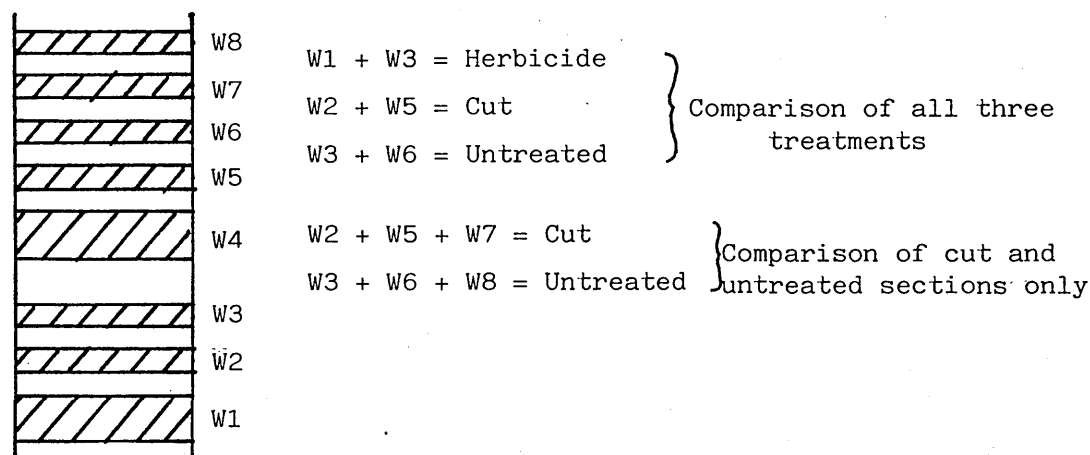 W8
W7
W6
W5
W4
W3
W2
W1
W1 + W3 = Herbicide
W2 + W5 = Cut
W3 + W6 = Untreated
Comparison of all three
treatments
W2 + W5 + W7 = Cut
W3 + W6 + W8 = Untreated
Comparison of cut and
untreated sections only